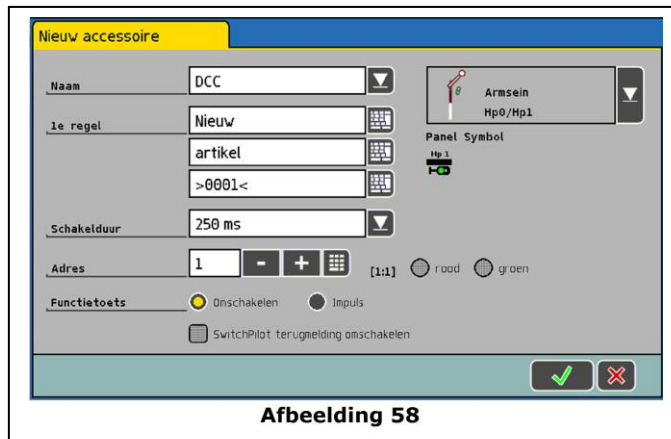 Nieuw accessoire
Naam
DCC
1e regel
Nieuw
artikel
>0001<
Schakelduur
250 ms
Adres
1 - + [1:1] rood groen
Functietoets
Omschakelen Impuls
SwitchPilot terugmelding omschakelen
Armsein
Hp0/Hp1
Panel Symbol
Hp 1
Afbeelding 58